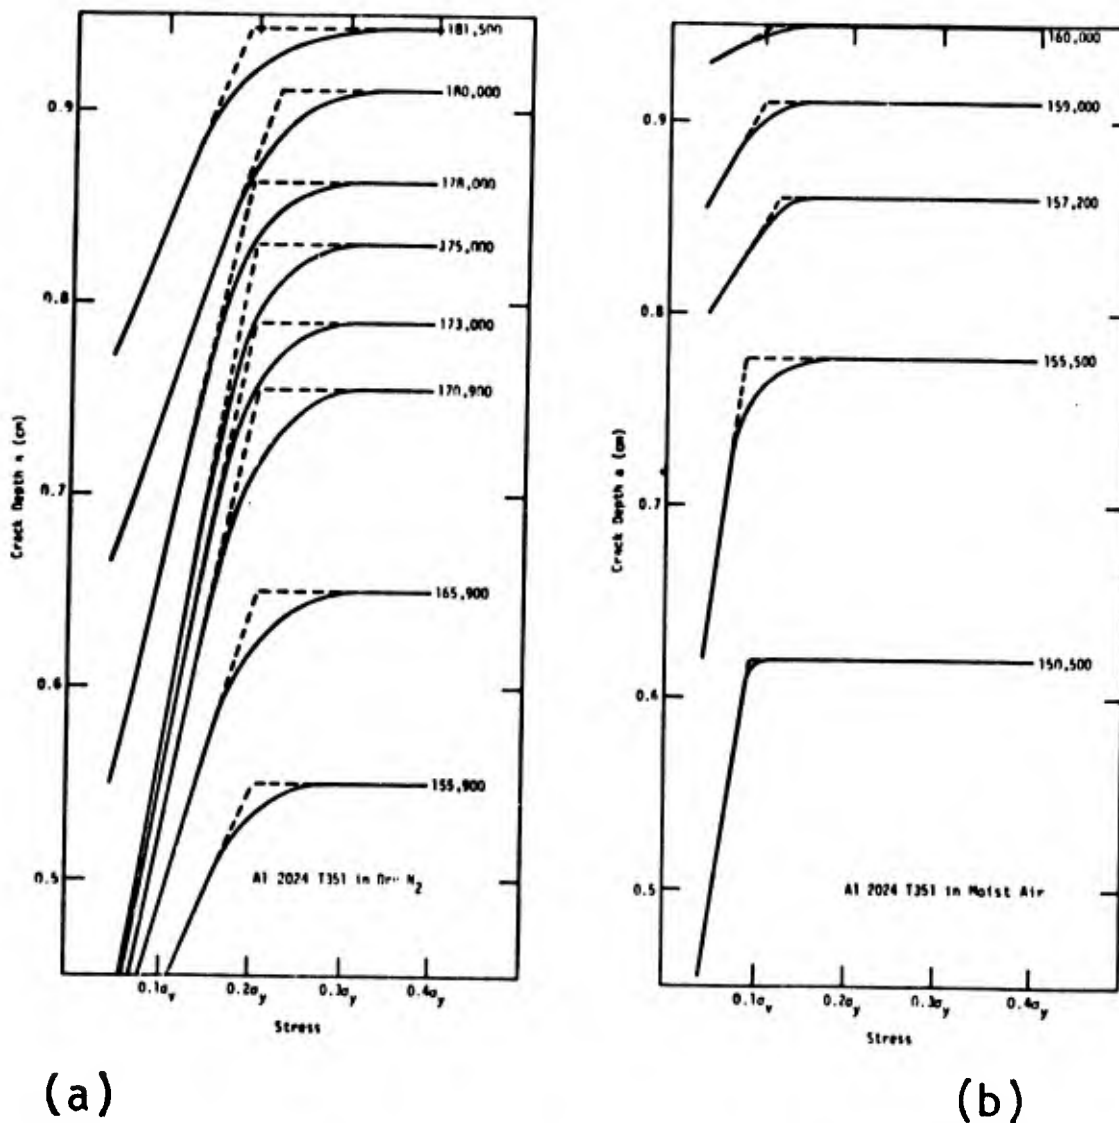 181,500
180,000
178,000
175,000
173,000
170,900
165,900
155,900
0.9
0.8
0.7
0.6
0.5
Crack Depth a (cm)
Al 2024 T351 in N2
0.1σy
0.2σy
0.3σy
0.4σy
Stress
(a)
160,000
159,000
157,200
155,500
150,500
0.9
0.8
0.7
0.6
0.5
Crack Depth a (cm)
Al 2024 T351 in Moist Air
0.1σy
0.2σy
0.3σy
0.4σy
Stress
(b)